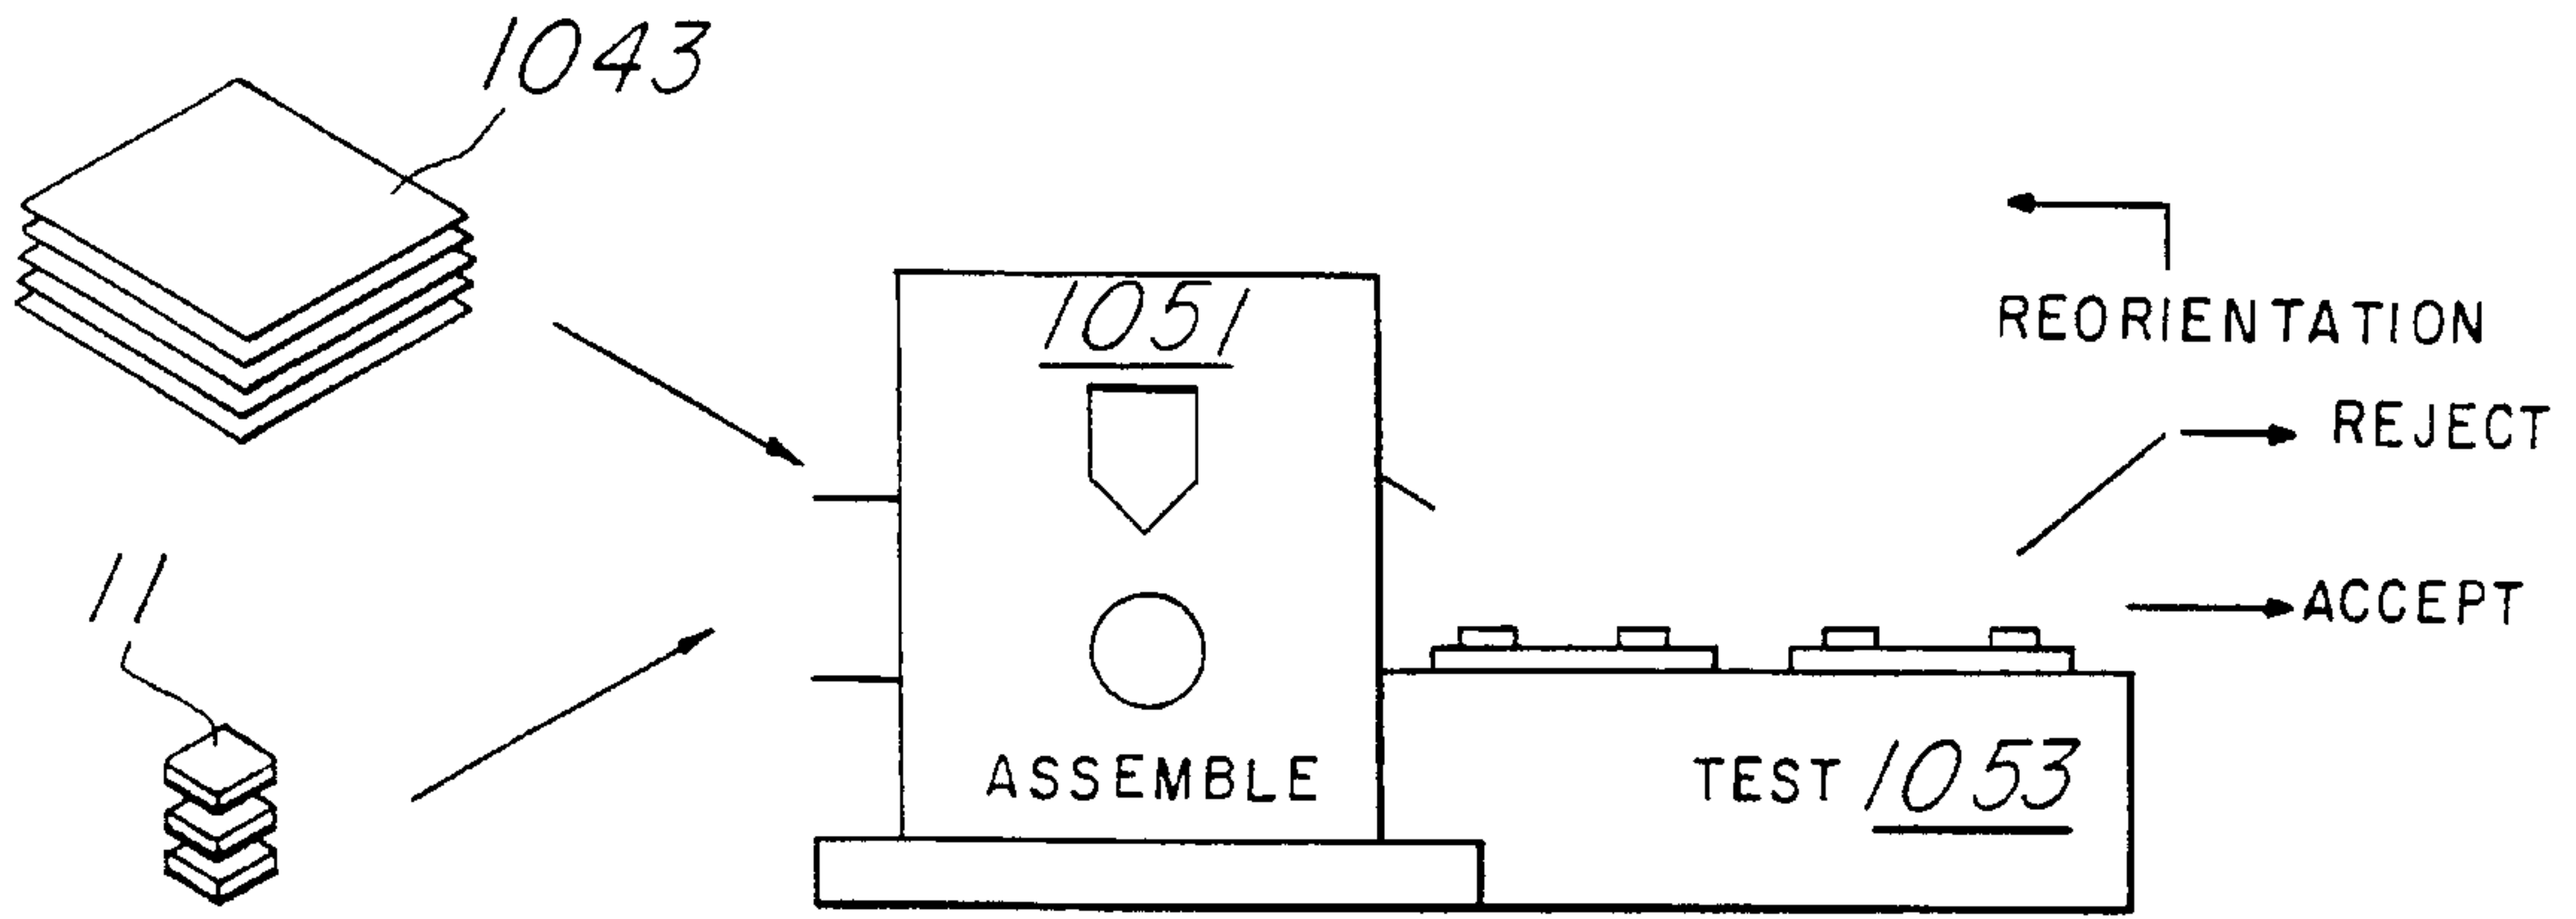 1043
1051
REORIENTATION
REJECT
11
ACCEPT
ASSEMBLE
TEST 1053